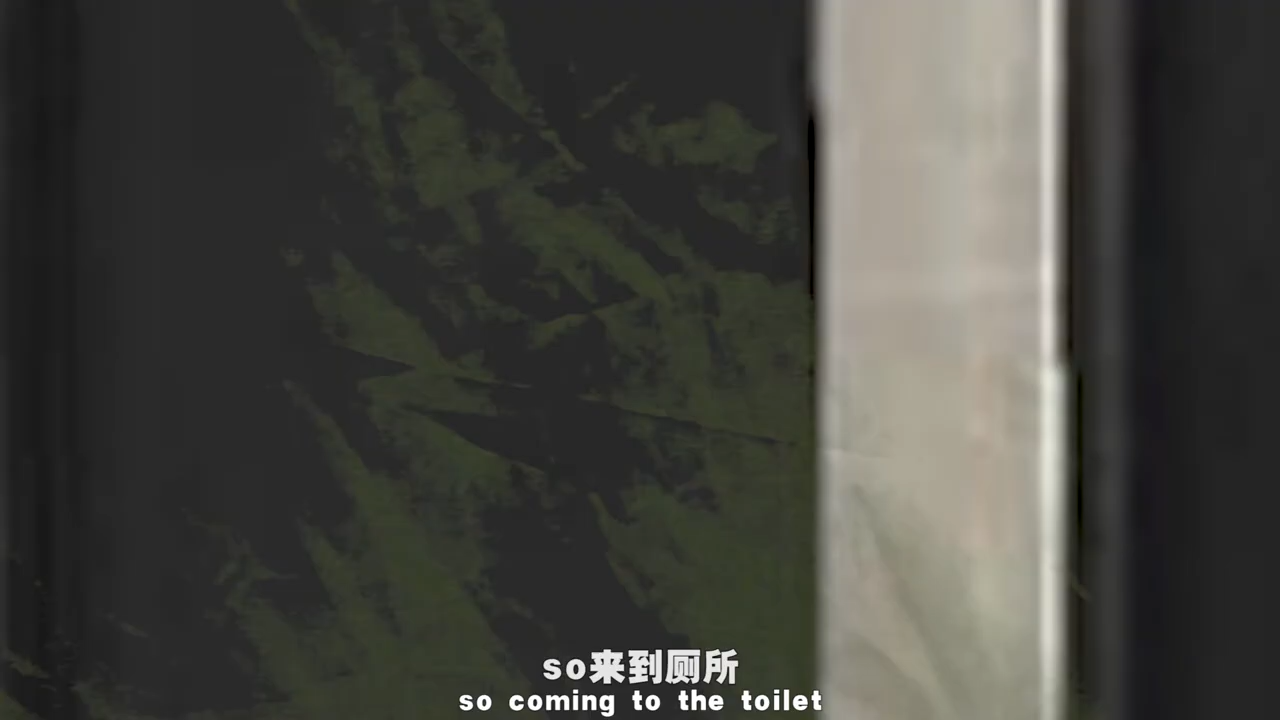 so来到厕所
so coming to the toilet